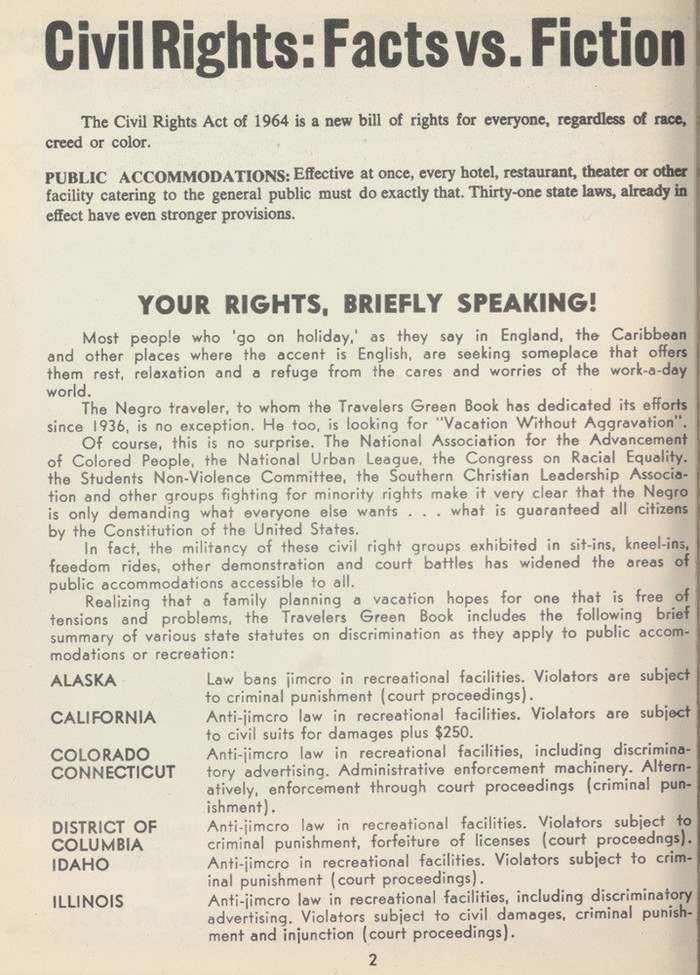 Civil Rights: Facts vs. Fiction
The Civil Rights Act of 1964 is a new bill of rights for everyone, regardless of race,
creed or color.
PUBLIC ACCOMMODATIONS: Effective at once, every hotel, restaurant, theater or other
facility catering to the general public must do exactly that. Thirty-one state laws, already in
effect have even stronger provisions.
YOUR RIGHTS, BRIEFLY SPEAKING!
Most people who 'go on holiday,' as they say in England, the Caribbean
and other places where the accent is English, are seeking someplace that offers
them rest, relaxation and a refuge from the cares and worries of the work-a-day
world.
The Negro traveler, to whom the Travelers Green Book has dedicated its efforts
since 1936, is no exception. He too, is looking for "Vacation Without Aggravation".
Of course, this is no surprise. The National Association for the Advancement
of Colored People, the National Urban League, the Congress on Racial Equality.
the Students Non-Violence Committee, the Southern Christian Leadership Associa-
tion and other groups fighting for minority rights make it very clear that the Negro
is only demanding what everyone else wants . . . what is guaranteed all citizens
by the Constitution of the United States.
In fact, the militancy of these civil right groups exhibited in sit-ins, kneel-ins,
freedom rides, other demonstration and court battles has widened the areas of
public accommodations accessible to all.
Realizing that a family planning a vacation hopes for one that is free of
tensions and problems, the Travelers Green Book includes the following brief
summary of various state statutes on discrimination as they apply to public accom-
modations or recreation:
ALASKA Law bans jimcro in recreational facilities. Violators are subject
to criminal punishment (court proceedings).
CALIFORNIA Anti-jimcro law in recreational facilities. Violators are subject
to civil suits for damages plus $250.
COLORADO Anti-jimcro law in recreational facilities, including discrimina-
CONNECTICUT tory advertising. Administrative enforcement machinery. Altern-
atively, enforcement through court proceedings (criminal pun-
ishment).
DISTRICT OF Anti-jimcro law in recreational facilities. Violators subject to
COLUMBIA criminal punishment, forfeiture of licenses (court proceedngs).
IDAHO Anti-jimcro in recreational facilities. Violators subject to crim-
inal punishment (court proceedings).
ILLINOIS Anti-jimcro law in recreational facilities, including discriminatory
advertising. Violators subject to civil damages, criminal punish-
ment and injunction (court proceedings).
2